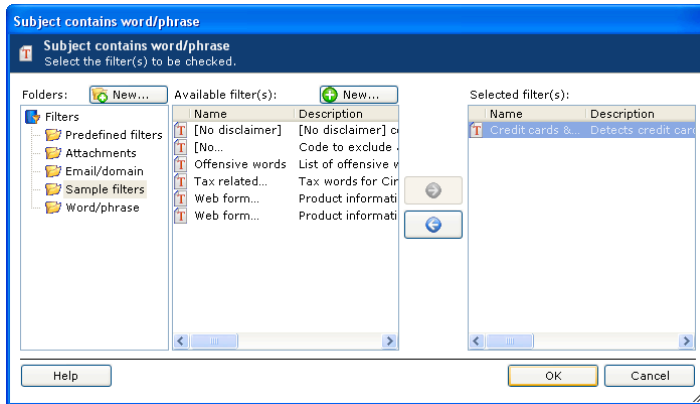 Subject contains word/phrase
Subject contains word/phrase
Select the filter(s) to be checked.
Folders: New... Available filter(s): New... Selected filter(s):
Filters
Predefined filters
Attachments
Email/domain
Sample filters
Word/phrase
Name Description
[No disclaimer] [No disclaimer] co
[No... Code to exclude
Offensive words List of offensive w
Tax related... Tax words for Cin
Web form... Product informati
Web form... Product informati
Name Description
Credit cards &... Detects credit card
Help OK Cancel